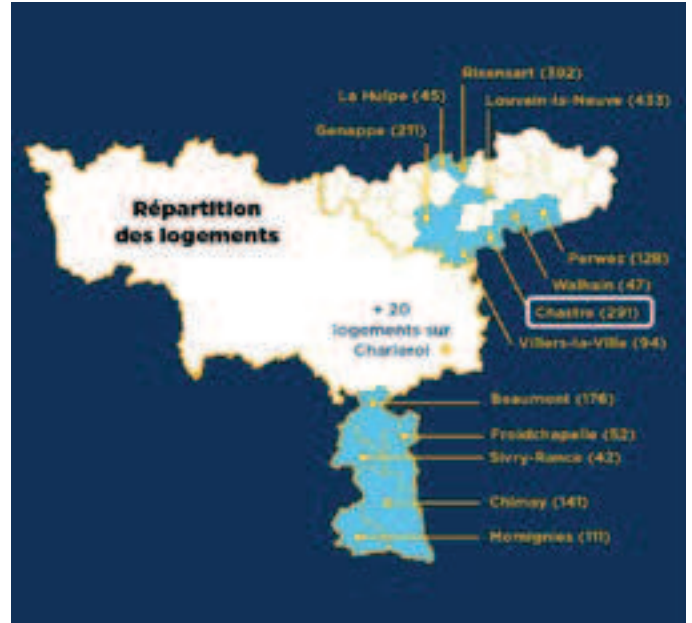 Rixensart (392)
La Hulpe (45)
Louvain-la-Neuve (433)
Genappe (211)
Répartition
des logements
Perwez (128)
Walhain (47)
+ 20
logements sur
Charleroi
Chastre (291)
Villers-la-Ville (94)
Beaumont (176)
Froidchapelle (52)
Sivry-Rance (42)
Chimay (141)
Momignies (111)